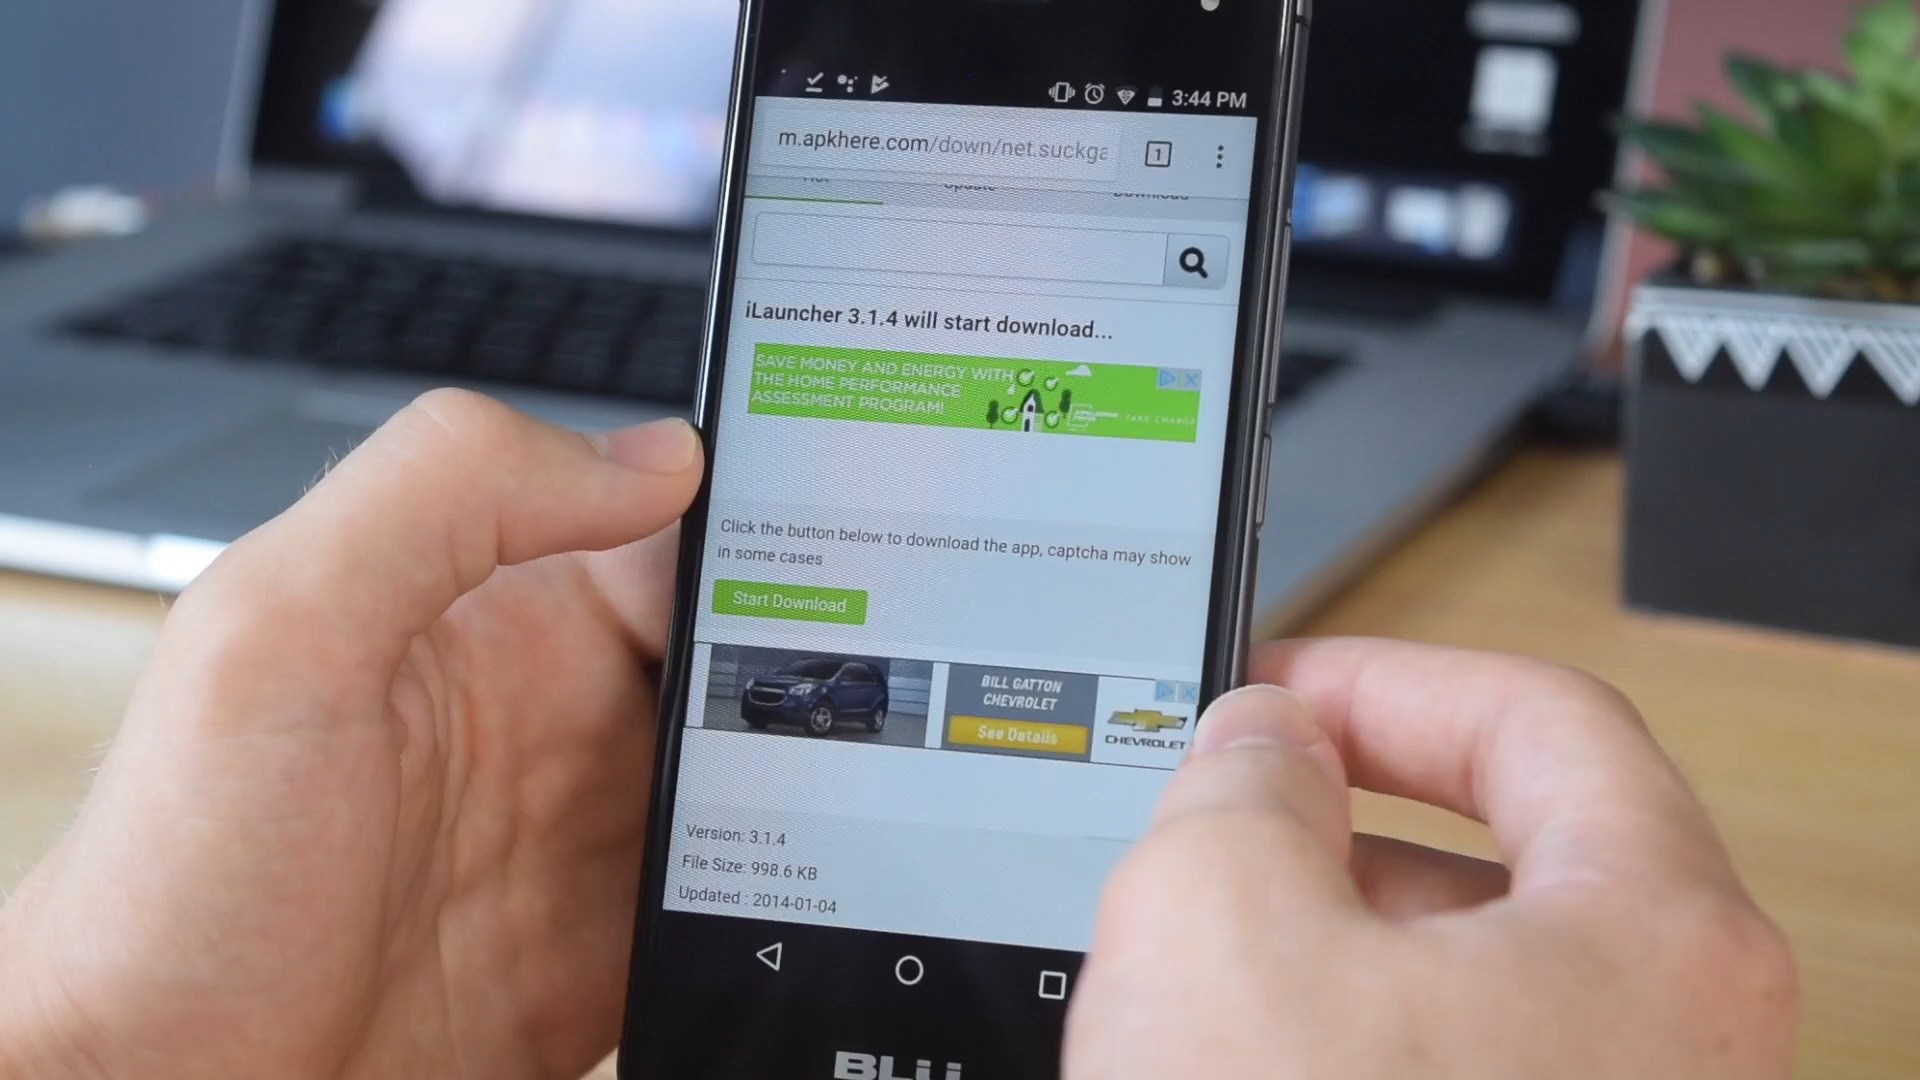 3:44 PM
m.apkhere.com/down/net.suckga
1
Update
Download
iLauncher 3.1.4 will start download...
SAVE MONEY AND ENERGY WITH
THE HOME PERFORMANCE
ASSESSMENT PROGRAM!
TAKE CHARGE
Click the button below to download the app, captcha may show
in some cases
Start Download
BILL GATTON
CHEVROLET
See Details
CHEVROLET
Version: 3.1.4
File Size: 998.6 KB
Updated : 2014-01-04
BLU